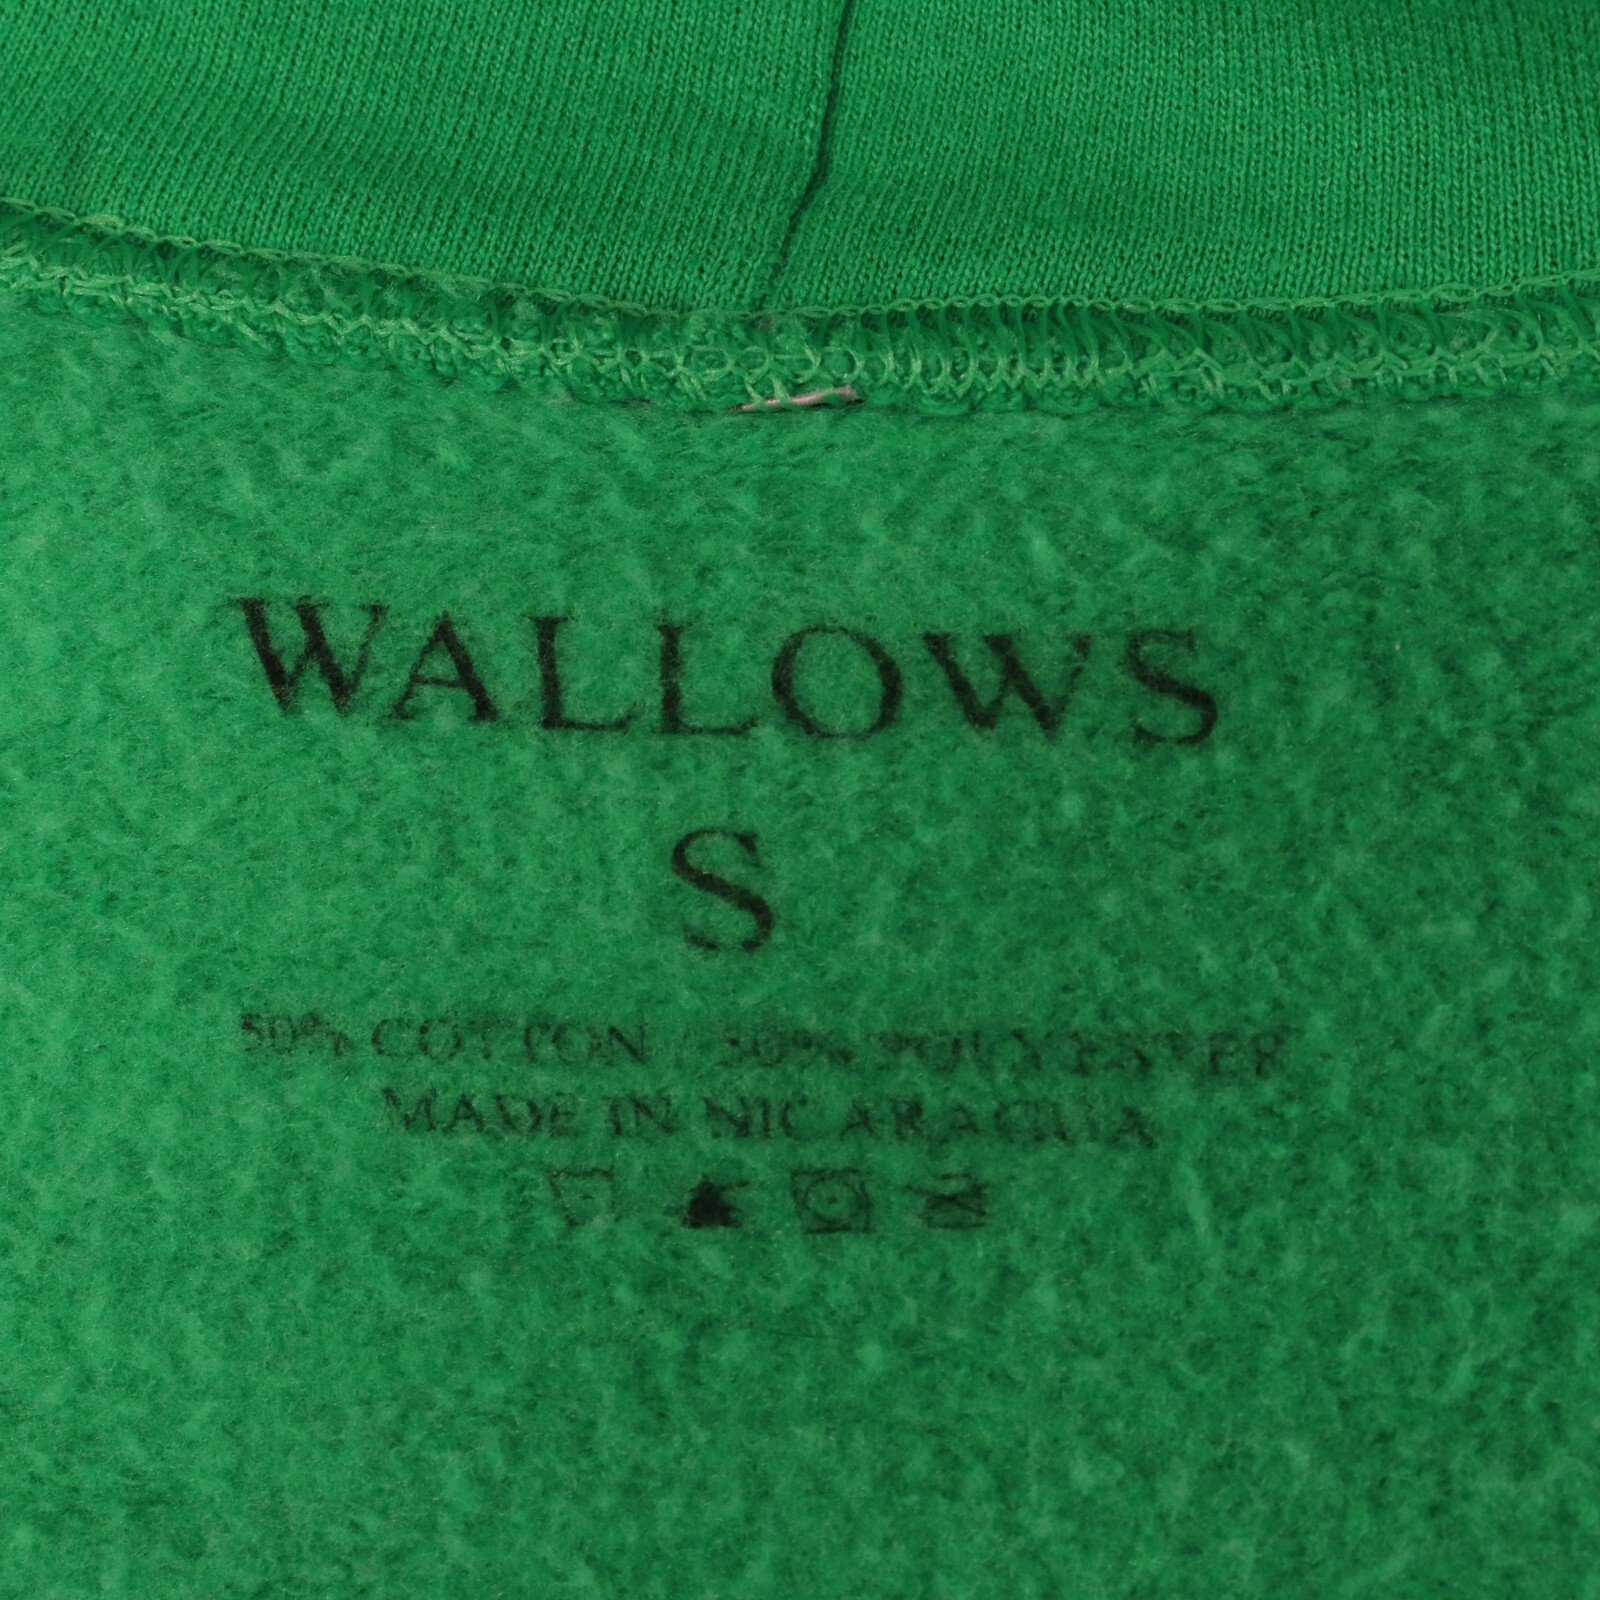 WALLOWS
S
50% COTTON 50% POLYESTER
MADE IN NICARAGUA